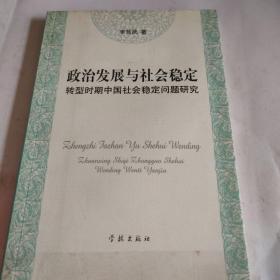 著
政治发展与社会稳定
转型时期中国社会稳定问题研究
Zhengzhi Fazhan Yu Shehui Wending
Zhuanxing Shiqi Zhongguo Shehui
Wending Wenti Yanjiu
学林出版社